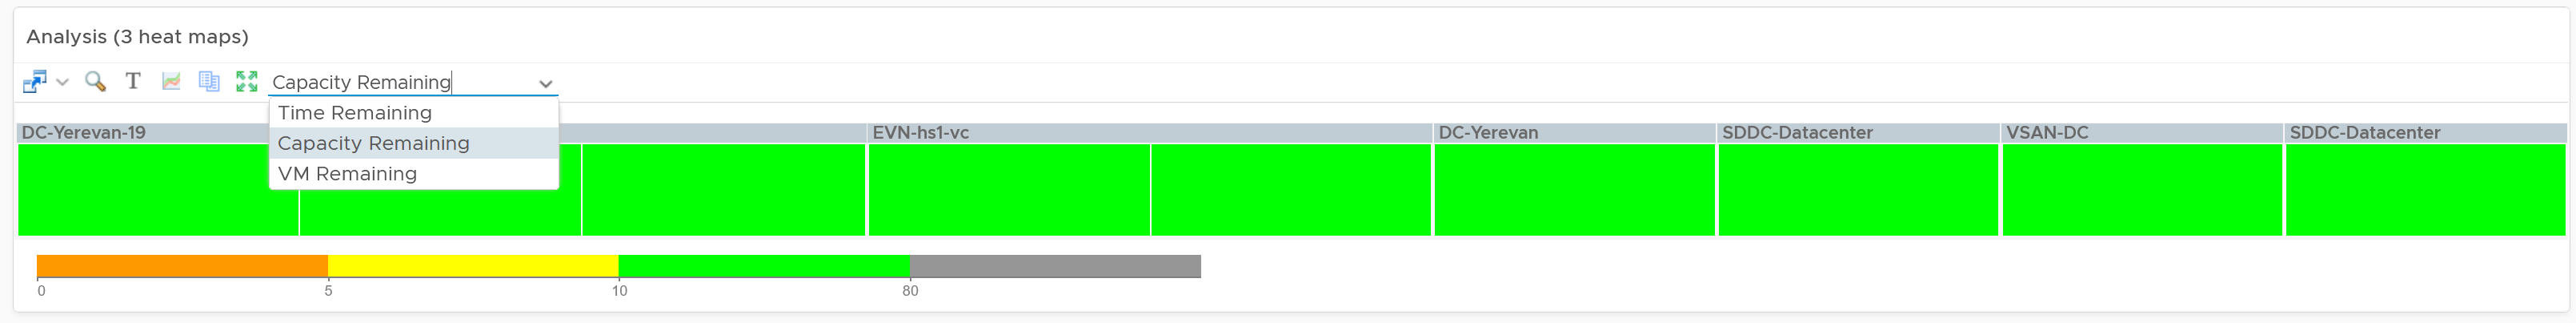 Analysis (3 heat maps)
T Capacity Remaining
Time Remaining
Capacity Remaining
VM Remaining
DC-Yerevan-19 EVN-hs1-vc DC-Yerevan SDDC-Datacenter VSAN-DC SDDC-Datacenter
0 5 10 80